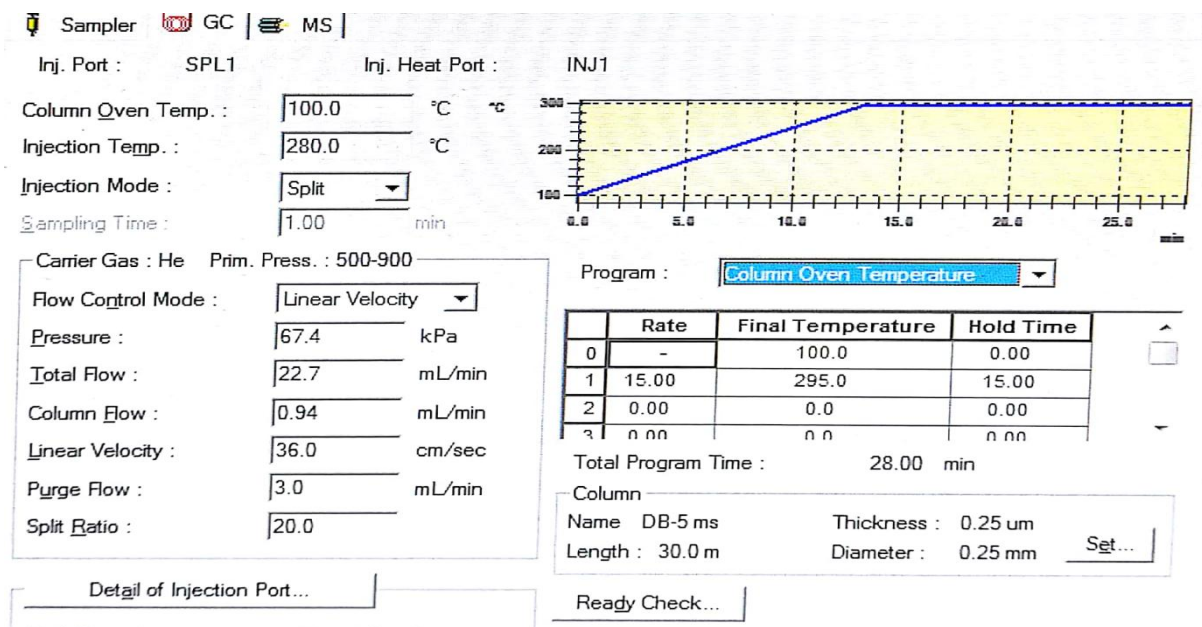 Sampler GC MS
Inj. Port : SPL1 Inj. Heat Port : INJ1
Column Oven Temp. : 100.0 °C °C
Injection Temp. : 280.0 °C
Injection Mode : Split
Sampling Time : 1.00 min
Carrier Gas : He Prim. Press. : 500-900
Flow Control Mode : Linear Velocity
Pressure : 67.4 kPa
Total Flow : 22.7 mL/min
Column Flow : 0.94 mL/min
Linear Velocity : 36.0 cm/sec
Purge Flow : 3.0 mL/min
Split Ratio : 20.0
Detail of Injection Port...
300
200
100
0.0 5.0 10.0 15.0 20.0 25.0
min
Program : Column Oven Temperature
Rate Final Temperature Hold Time
0 - 100.0 0.00
1 15.00 295.0 15.00
2 0.00 0.0 0.00
3 0.00 0.0 0.00
Total Program Time : 28.00 min
Column
Name DB-5 ms Thickness : 0.25 um
Length : 30.0 m Diameter : 0.25 mm
Set...
Ready Check...